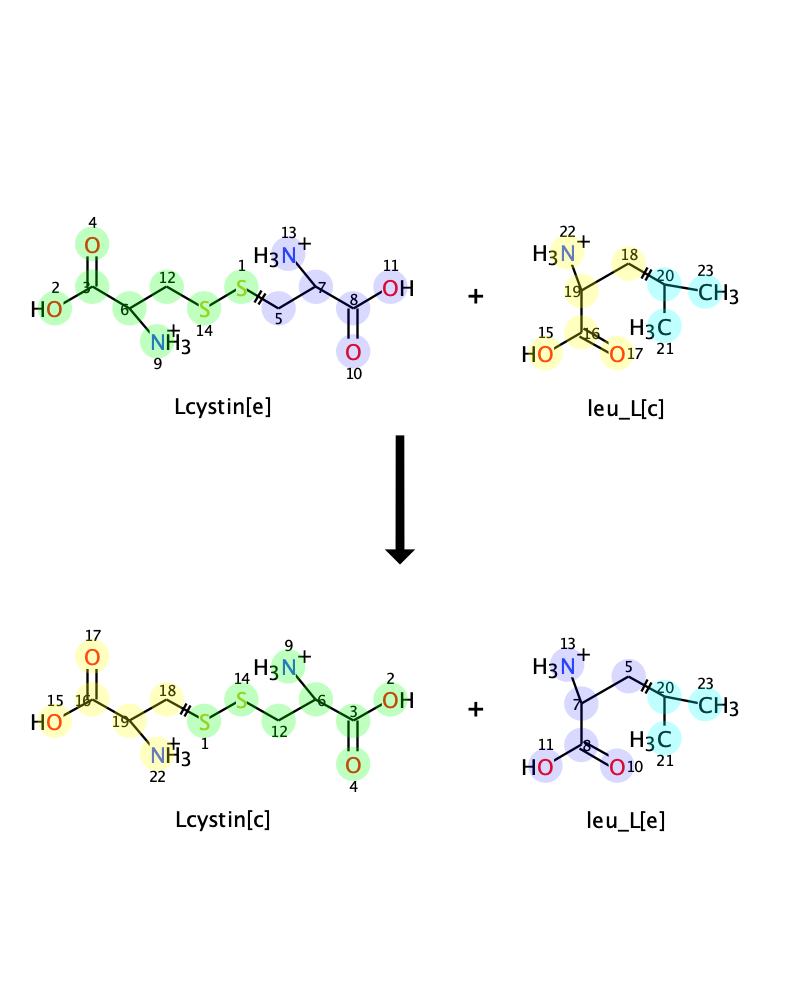 4 13 11 22
O H3N + OH H3N + 18 20 23
2 3 12 1 7 19 CH3
HO 6 S S 5 8 + H3C
14 15 16 21
NH3 + O HO O 17
9 10
Lcystin[e] leu_L[c]
17 9 2 13
O H3N + OH H3N + 5 20 23
15 16 18 14 6 7 CH3
HO 19 S S 12 3 + H3C
1 11 8 21
NH3 + O HO O 10
22 4
Lcystin[c] leu_L[e]